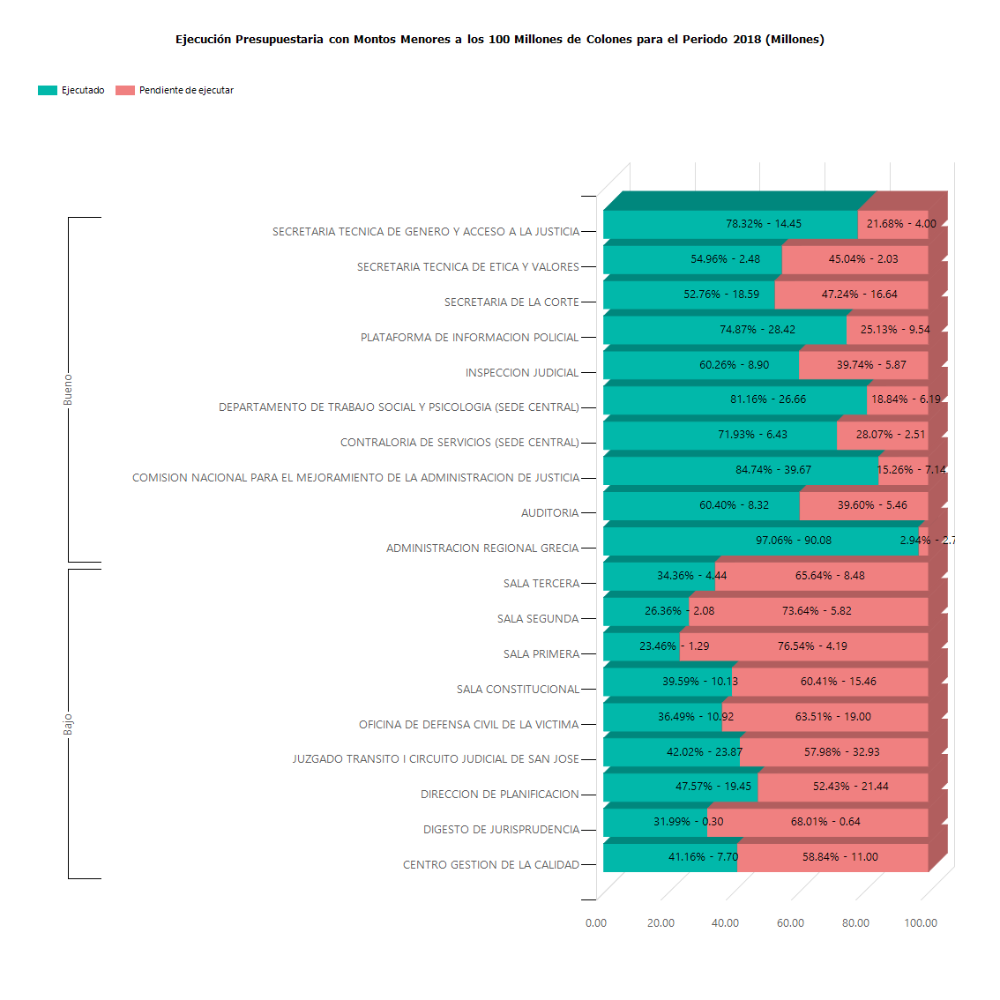 Ejecución Presupuestaria con Montos Menores a los 100 Millones de Colones para el Periodo 2018 (Millones)
Ejecutado Pendiente de ejecutar
Bueno
SECRETARIA TECNICA DE GENERO Y ACCESO A LA JUSTICIA 78.32% - 14.45 21.68% - 4.00
SECRETARIA TECNICA DE ETICA Y VALORES 54.96% - 2.48 45.04% - 2.03
SECRETARIA DE LA CORTE 52.76% - 18.59 47.24% - 16.64
PLATAFORMA DE INFORMACION POLICIAL 74.87% - 28.42 25.13% - 9.54
INSPECCION JUDICIAL 60.26% - 8.90 39.74% - 5.87
DEPARTAMENTO DE TRABAJO SOCIAL Y PSICOLOGIA (SEDE CENTRAL) 81.16% - 26.66 18.84% - 6.19
CONTRALORIA DE SERVICIOS (SEDE CENTRAL) 71.93% - 6.43 28.07% - 2.51
COMISION NACIONAL PARA EL MEJORAMIENTO DE LA ADMINISTRACION DE JUSTICIA 84.74% - 39.67 15.26% - 7.14
AUDITORIA 60.40% - 8.32 39.60% - 5.46
ADMINISTRACION REGIONAL GRECIA 97.06% - 90.08 2.94% - 2.7
Bajo
SALA TERCERA 34.36% - 4.44 65.64% - 8.48
SALA SEGUNDA 26.36% - 2.08 73.64% - 5.82
SALA PRIMERA 23.46% - 1.29 76.54% - 4.19
SALA CONSTITUCIONAL 39.59% - 10.13 60.41% - 15.46
OFICINA DE DEFENSA CIVIL DE LA VICTIMA 36.49% - 10.92 63.51% - 19.00
JUZGADO TRANSITO I CIRCUITO JUDICIAL DE SAN JOSE 42.02% - 23.87 57.98% - 32.93
DIRECCION DE PLANIFICACION 47.57% - 19.45 52.43% - 21.44
DIGESTO DE JURISPRUDENCIA 31.99% - 0.30 68.01% - 0.64
CENTRO GESTION DE LA CALIDAD 41.16% - 7.70 58.84% - 11.00
0.00 20.00 40.00 60.00 80.00 100.00